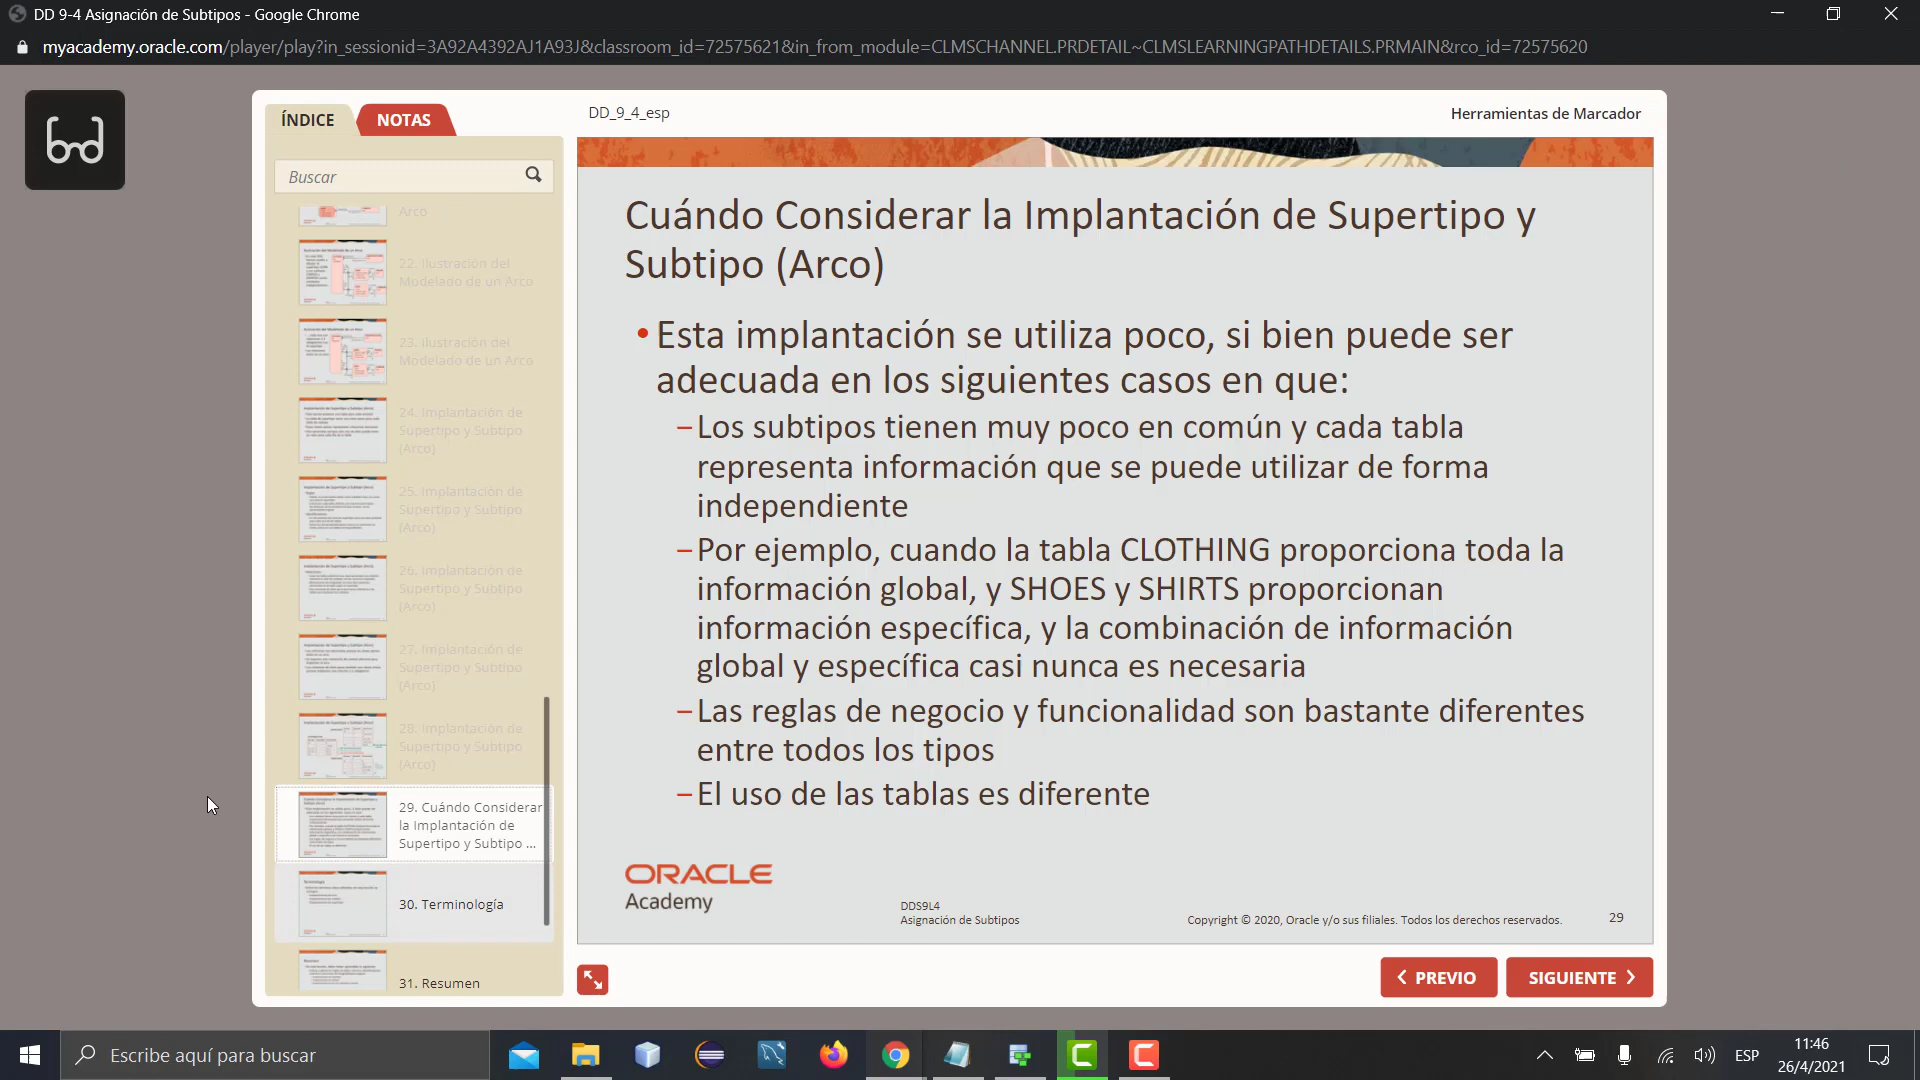 DD 9-4 Asignación de Subtipos - Google Chrome
myacademy.oracle.com/player/play?in_sessionid=3A92A4392AJ1A93J&classroom_id=72575621&in_from_module=CLMSCHANNEL.PRDETAIL~CLMSLEARNINGPATHDETAILS.PRMAIN&rco_id=72575620
ÍNDICE
NOTAS
DD_9_4_esp
Herramientas de Marcador
Buscar
Arco
22. Ilustración del
Modelado de un Arco
23. Ilustración del
Modelado de un Arco
24. Implantación de
Supertipo y Subtipo
(Arco)
25. Implantación de
Supertipo y Subtipo
(Arco)
26. Implantación de
Supertipo y Subtipo
(Arco)
27. Implantación de
Supertipo y Subtipo
(Arco)
28. Implantación de
Supertipo y Subtipo
(Arco)
29. Cuándo Considerar
la Implantación de
Supertipo y Subtipo ...
30. Terminología
31. Resumen
Cuándo Considerar la Implantación de Supertipo y
Subtipo (Arco)
• Esta implantación se utiliza poco, si bien puede ser
adecuada en los siguientes casos en que:
–Los subtipos tienen muy poco en común y cada tabla
representa información que se puede utilizar de forma
independiente
–Por ejemplo, cuando la tabla CLOTHING proporciona toda la
información global, y SHOES y SHIRTS proporcionan
información específica, y la combinación de información
global y específica casi nunca es necesaria
–Las reglas de negocio y funcionalidad son bastante diferentes
entre todos los tipos
–El uso de las tablas es diferente
ORACLE
Academy
DDS9L4
Asignación de Subtipos
Copyright © 2020, Oracle y/o sus filiales. Todos los derechos reservados.
29
PREVIO
SIGUIENTE
Escribe aquí para buscar
ESP
11:46
26/4/2021